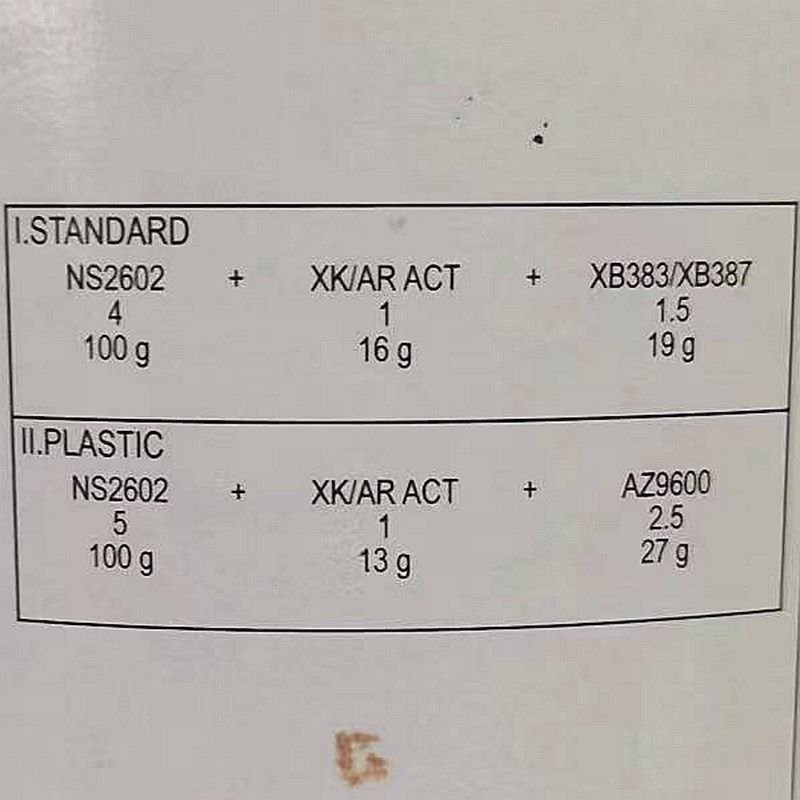 I.STANDARD
NS2602 + XK/AR ACT + XB383/XB387
4 1 1.5
100 g 16 g 19 g
II.PLASTIC
NS2602 + XK/AR ACT + AZ9600
5 1 2.5
100 g 13 g 27 g